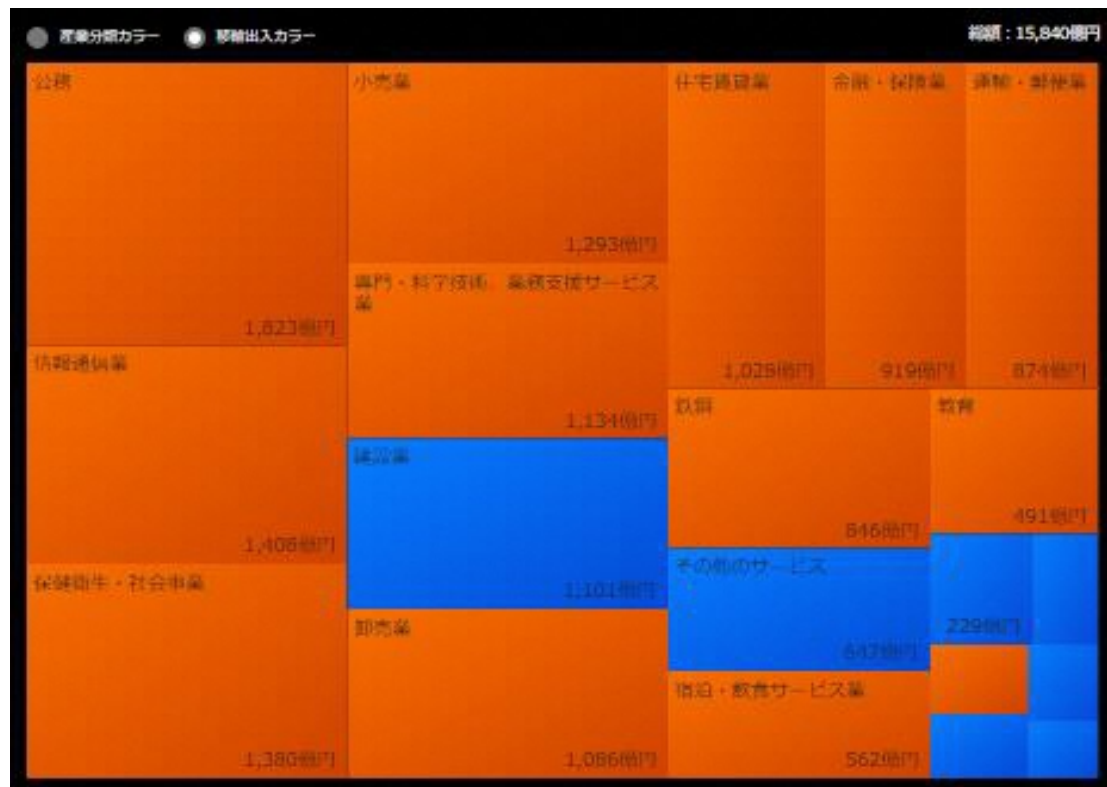 産業分類カラー
移輸出入カラー
総額：15,840億円
公務
1,823億円
情報通信業
1,408億円
保健衛生・社会事業
1,380億円
小売業
1,293億円
専門・科学技術、業務支援サービス
業
1,134億円
建設業
1,101億円
卸売業
1,086億円
住宅賃貸業
1,028億円
金融・保険業
919億円
運輸・郵便業
874億円
鉄鋼
846億円
教育
491億円
その他のサービス
647億円
宿泊・飲食サービス業
562億円
229億円